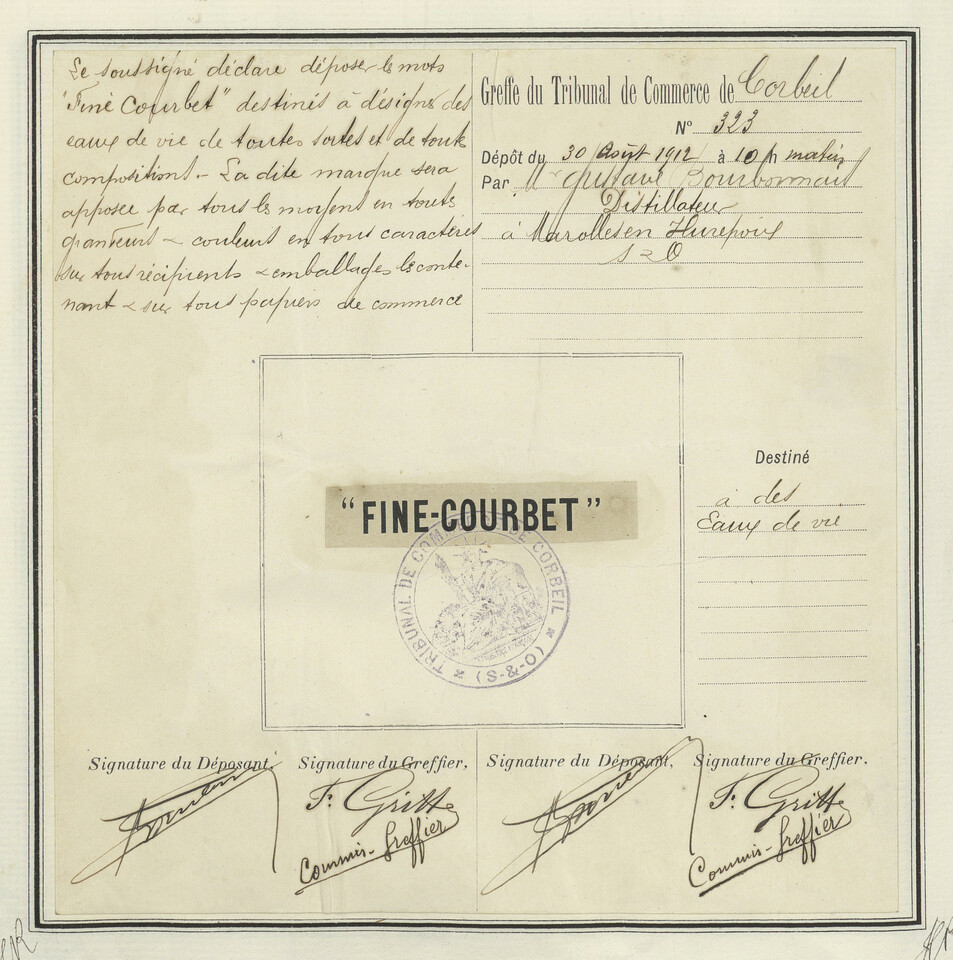 Le soussigné déclare déposer les mots
"Fine Courbet" destinés à désigner des
eaux de vie de toutes sortes et de toute
composition. - La dite marque sera
apposée par tous les moyens en toutes
grandeurs & couleurs en tous caractères
sur tous récipients & emballages le conte-
nant & sur tous papiers de commerce
Greffe du Tribunal de Commerce de Corbeil
N° 323
Dépôt du 30 Août 1912 à 10 h matin
Par Mr Gustave Bourbonnais
Distillateur
à Marolles en Hurepoix
S & O
"FINE-COURBET"
TRIBUNAL DE COMMERCE DE CORBEIL * (S-&-O) *
Destiné
à des
Eaux de vie
Signature du Déposant,
Signature du Greffier,
F. Gritte
Commis-Greffier
Signature du Déposant,
Signature du Greffier,
F. Gritte
Commis-Greffier